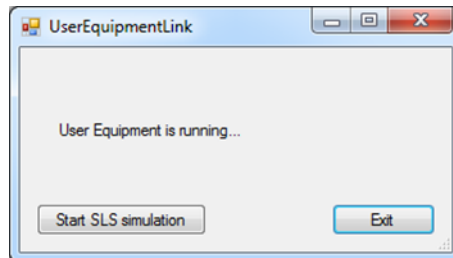 UserEquipmentLink
User Equipment is running...
Start SLS simulation
Exit